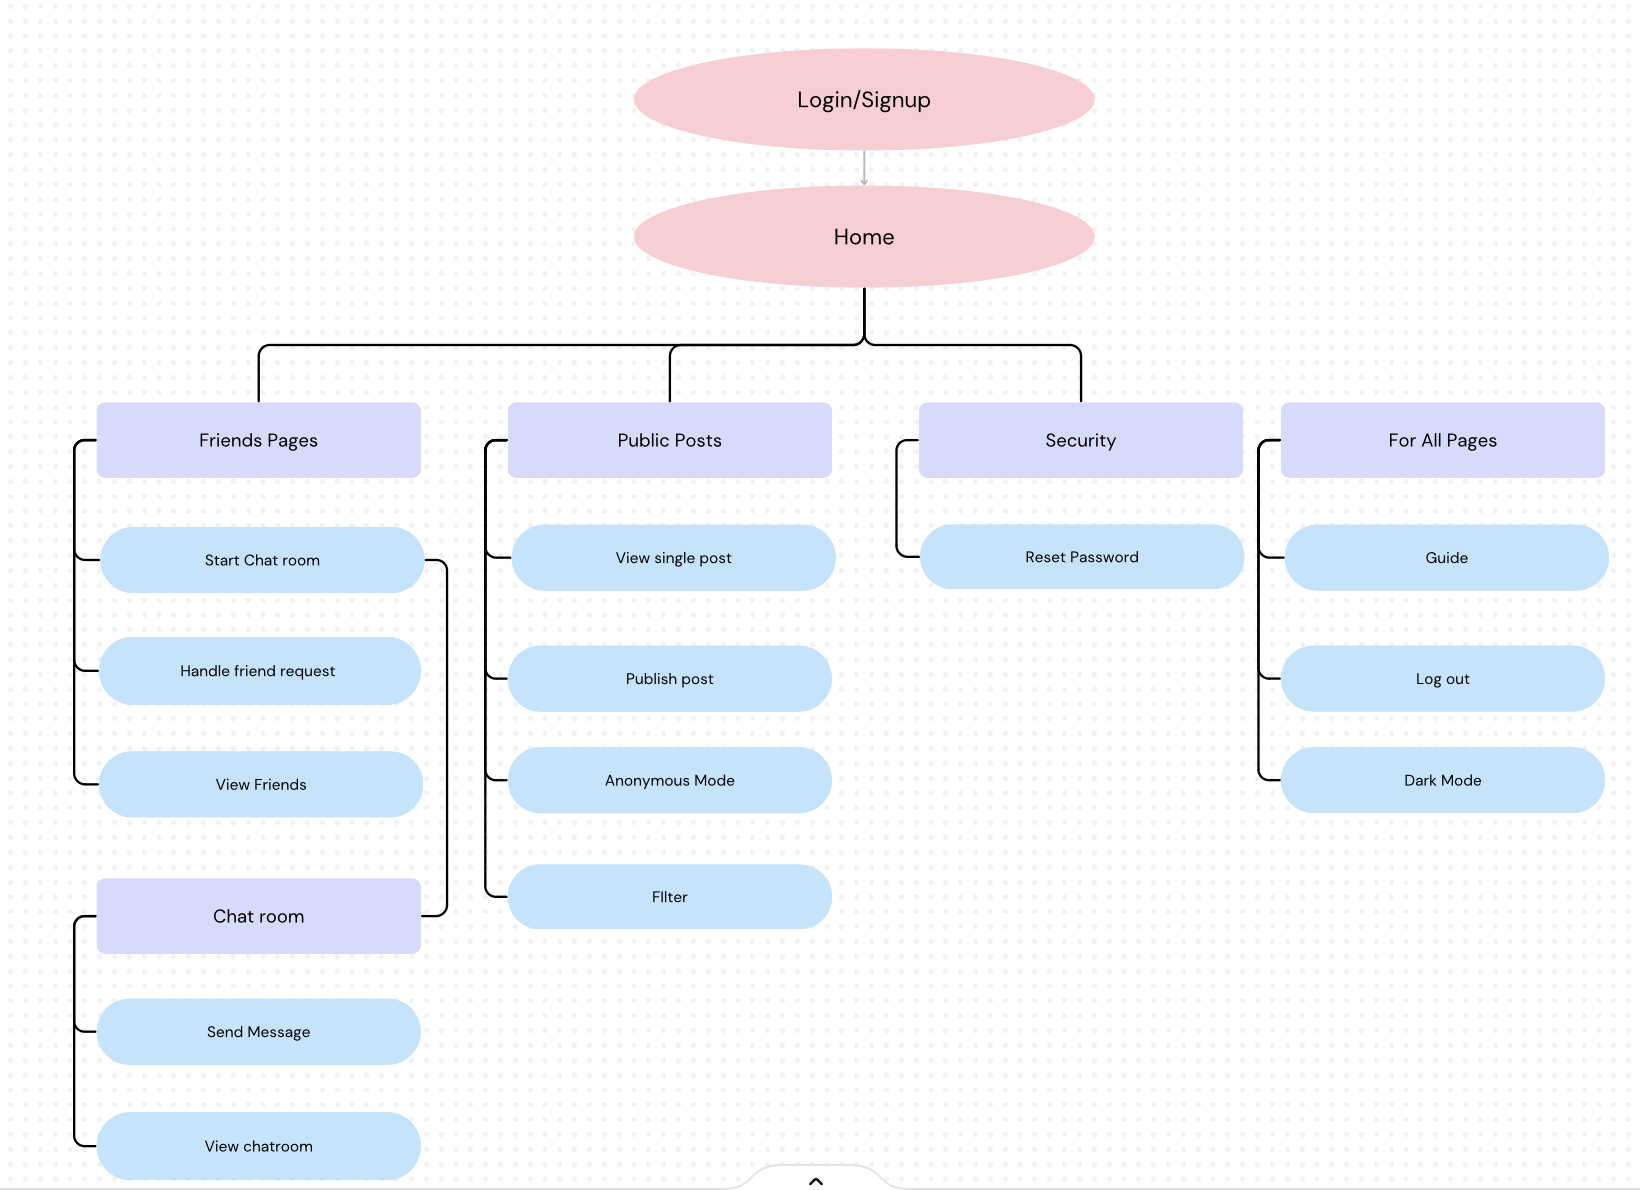 Login/Signup
Home
Friends Pages
Public Posts
Security
For All Pages
Start Chat room
View single post
Reset Password
Guide
Handle friend request
Publish post
Log out
View Friends
Anonymous Mode
Dark Mode
FIlter
Chat room
Send Message
View chatroom